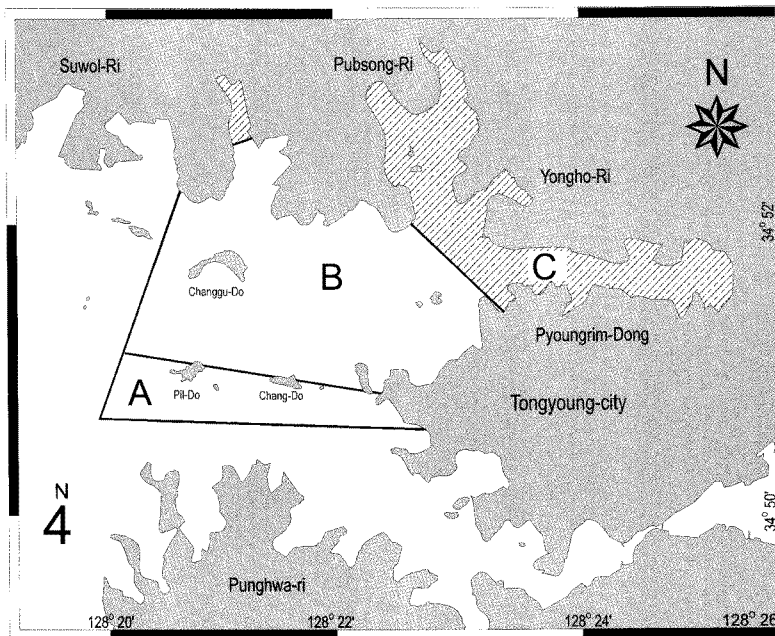 Suwol-Ri
Pubsong-Ri
N
Yongho-Ri
34° 52'
B
C
Changgu-Do
Pyoungrim-Dong
A
Pil-Do
Chang-Do
Tongyoung-city
N
4
34° 50'
Punghwa-ri
128° 20'
128° 22'
128° 24'
128° 26'